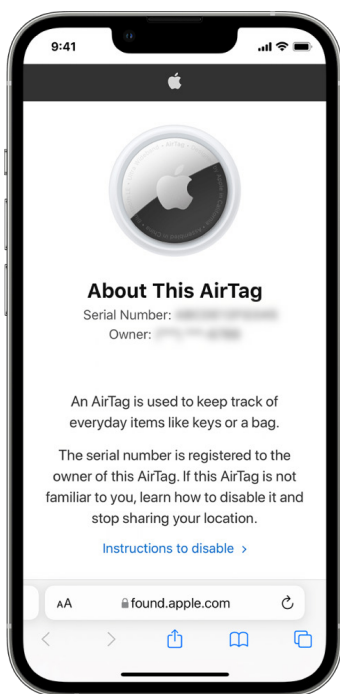 9:41
About This AirTag
Serial Number:
Owner:
An AirTag is used to keep track of
everyday items like keys or a bag.
The serial number is registered to the
owner of this AirTag. If this AirTag is not
familiar to you, learn how to disable it and
stop sharing your location.
Instructions to disable >
AA
found.apple.com